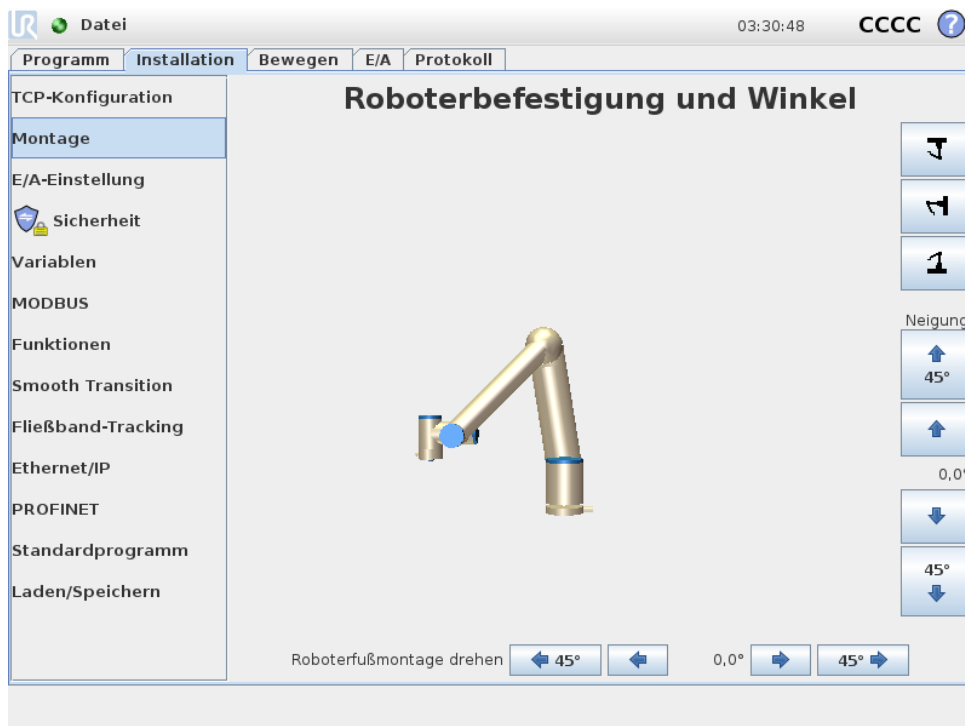 UR Datei 03:30:48 CCCC ?
Programm Installation Bewegen E/A Protokoll
TCP-Konfiguration
Montage
E/A-Einstellung
Sicherheit
Variablen
MODBUS
Funktionen
Smooth Transition
Fließband-Tracking
Ethernet/IP
PROFINET
Standardprogramm
Laden/Speichern
Roboterbefestigung und Winkel
Neigung
45°
0,0°
45°
Roboterfußmontage drehen 45° 0,0° 45°